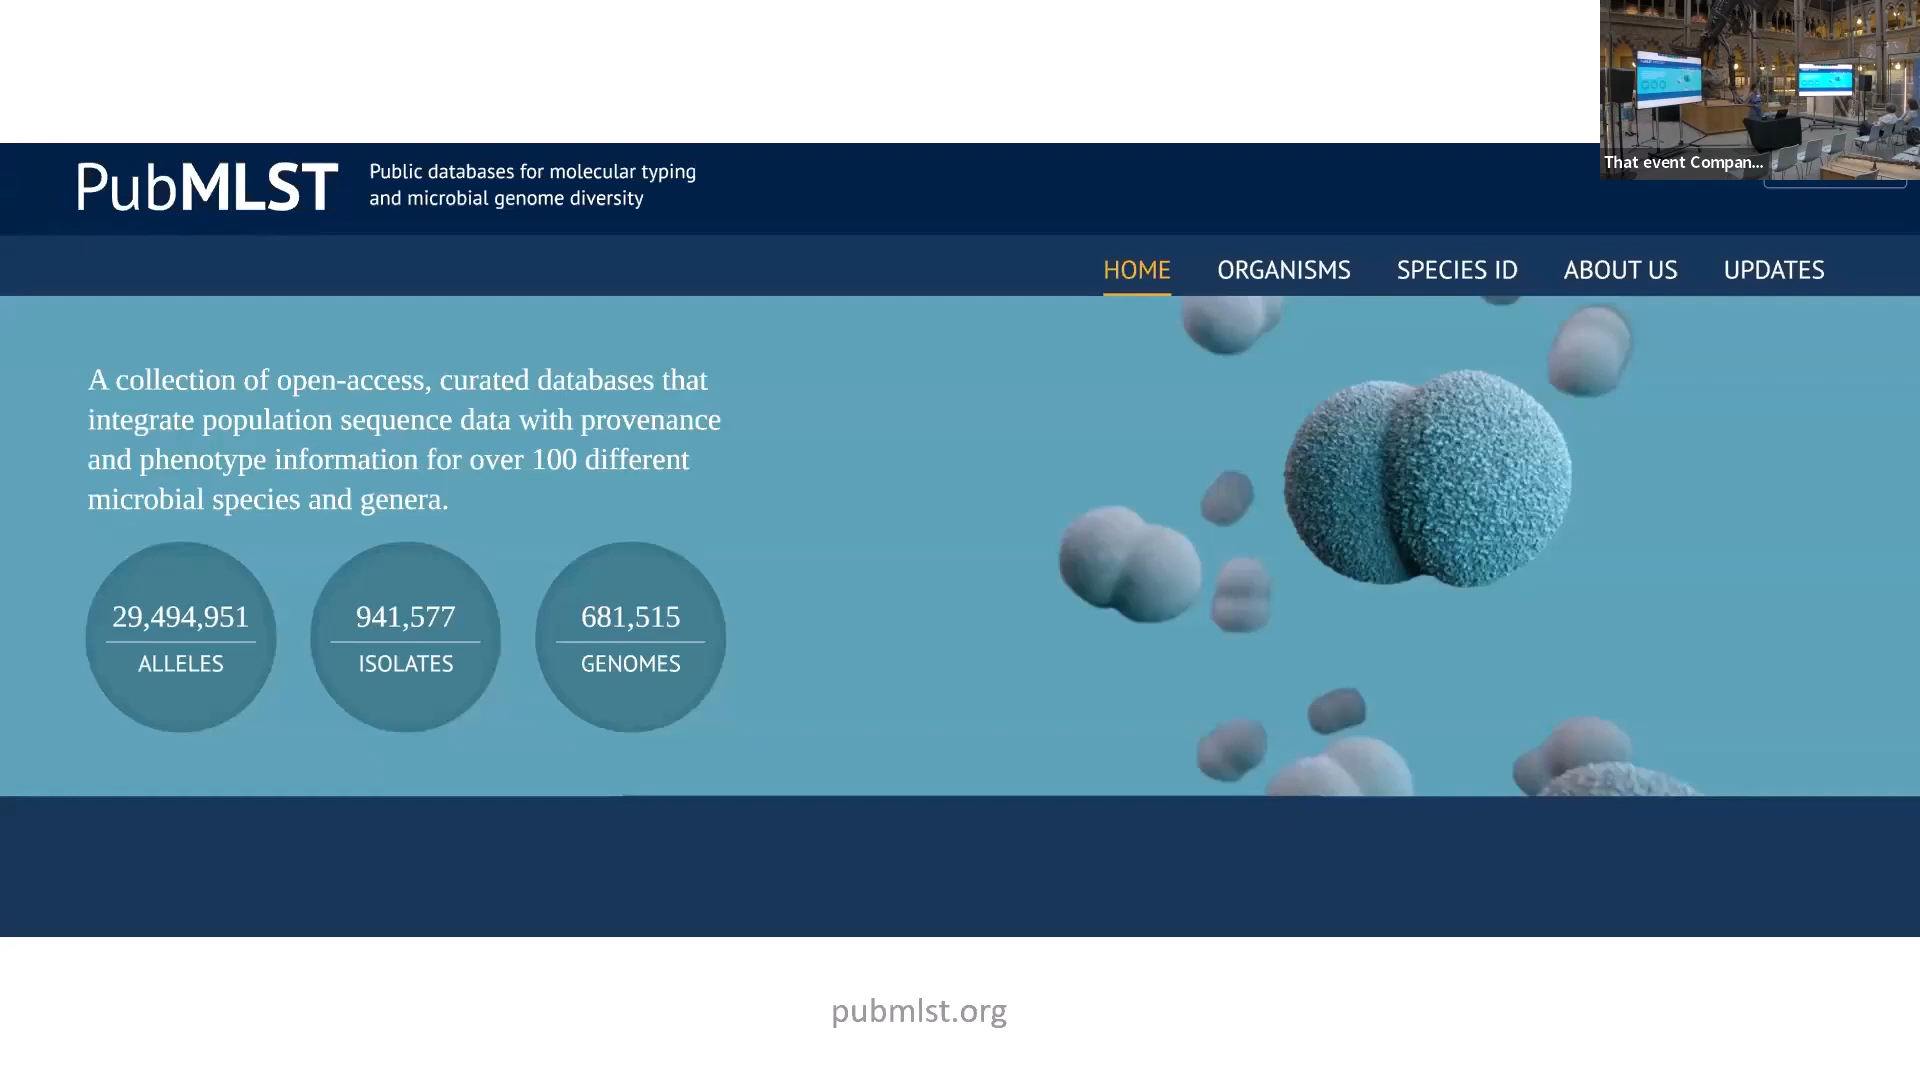 That event Compan...
PubMLST
Public databases for molecular typing
and microbial genome diversity
HOME
ORGANISMS
SPECIES ID
ABOUT US
UPDATES
A collection of open-access, curated databases that
integrate population sequence data with provenance
and phenotype information for over 100 different
microbial species and genera.
29,494,951
ALLELES
941,577
ISOLATES
681,515
GENOMES
pubmlst.org